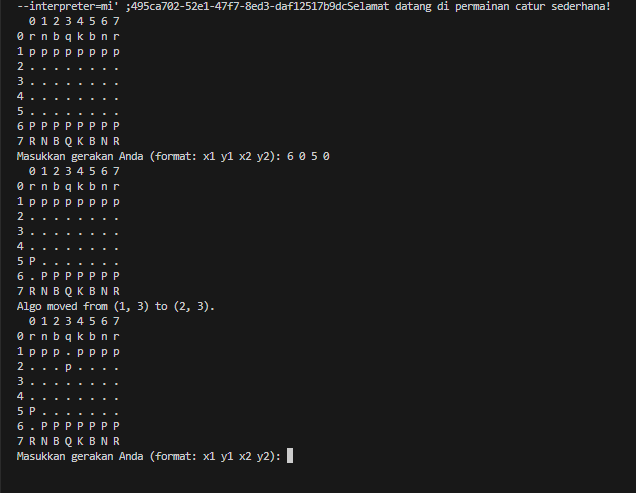 --interpreter=mi' ;495ca702-52e1-47f7-8ed3-daf12517b9dcSelamat datang di permainan catur sederhana!
  0 1 2 3 4 5 6 7
0 r n b q k b n r
1 p p p p p p p p
2 . . . . . . . .
3 . . . . . . . .
4 . . . . . . . .
5 . . . . . . . .
6 P P P P P P P P
7 R N B Q K B N R
Masukkan gerakan Anda (format: x1 y1 x2 y2): 6 0 5 0
  0 1 2 3 4 5 6 7
0 r n b q k b n r
1 p p p p p p p p
2 . . . . . . . .
3 . . . . . . . .
4 . . . . . . . .
5 P . . . . . . .
6 . P P P P P P P
7 R N B Q K B N R
Algo moved from (1, 3) to (2, 3).
  0 1 2 3 4 5 6 7
0 r n b q k b n r
1 p p p . p p p p
2 . . . p . . . .
3 . . . . . . . .
4 . . . . . . . .
5 P . . . . . . .
6 . P P P P P P P
7 R N B Q K B N R
Masukkan gerakan Anda (format: x1 y1 x2 y2):